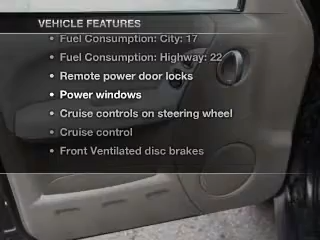 VEHICLE FEATURES
• Fuel Consumption: City: 17
• Fuel Consumption: Highway: 22
• Remote power door locks
• Power windows
• Cruise controls on steering wheel
• Cruise control
• Front Ventilated disc brakes